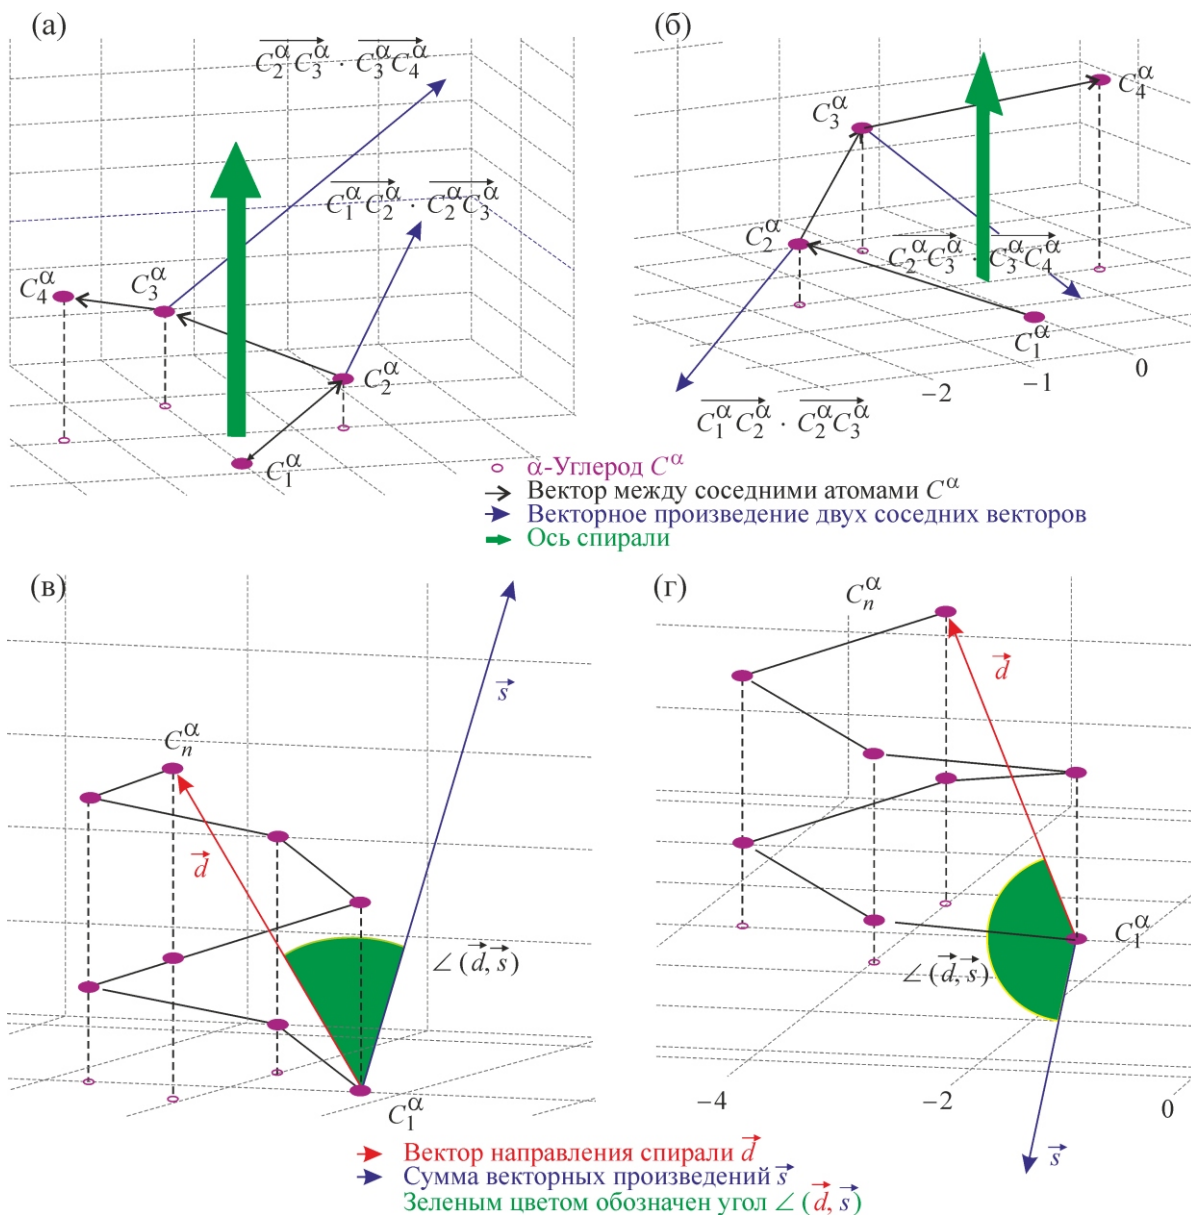 (а)
(б)
C₂^α C₃^α · C₃^α C₄^α
C₁^α C₂^α · C₂^α C₃^α
C₄^α
C₃^α
C₂^α
C₁^α
C₃^α
C₄^α
C₂^α
C₂^α C₃^α · C₃^α C₄^α
C₁^α
0
−1
−2
C₁^α C₂^α · C₂^α C₃^α
α-Углерод C^α
Вектор между соседними атомами C^α
Векторное произведение двух соседних векторов
Ось спирали
(в)
(г)
C_n^α
s
d
∠ (d, s)
C₁^α
C_n^α
d
C₁^α
∠ (d, s)
−4
−2
0
s
Вектор направления спирали d
Сумма векторных произведений s
Зеленым цветом обозначен угол ∠ (d, s)